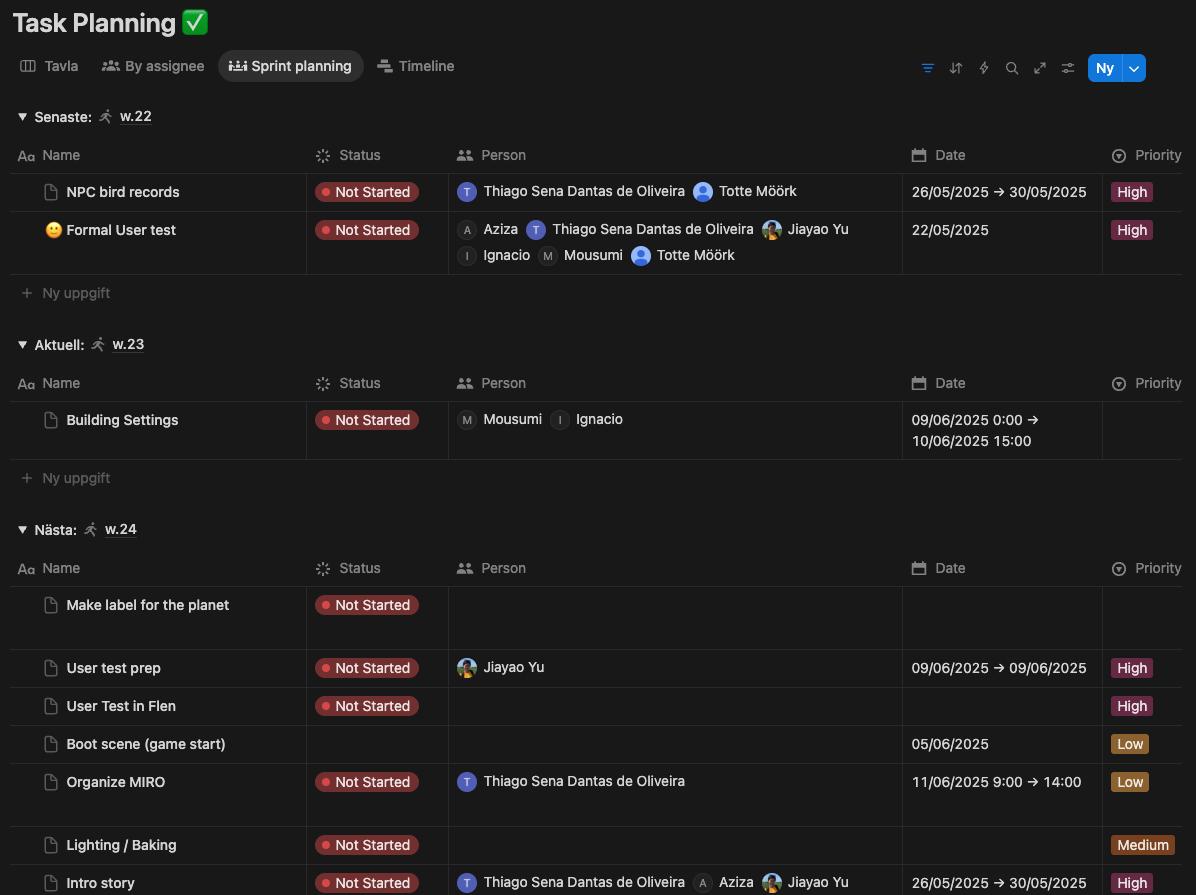 Task Planning ✅
Tavla By assignee Sprint planning Timeline Ny
Senaste: w.22
Aa Name Status Person Date Priority
NPC bird records Not Started T Thiago Sena Dantas de Oliveira Totte Möörk 26/05/2025 → 30/05/2025 High
🙂 Formal User test Not Started A Aziza T Thiago Sena Dantas de Oliveira Jiayao Yu 22/05/2025 High
I Ignacio M Mousumi Totte Möörk
+ Ny uppgift
Aktuell: w.23
Aa Name Status Person Date Priority
Building Settings Not Started M Mousumi I Ignacio 09/06/2025 0:00 →
10/06/2025 15:00
+ Ny uppgift
Nästa: w.24
Aa Name Status Person Date Priority
Make label for the planet Not Started
User test prep Not Started Jiayao Yu 09/06/2025 → 09/06/2025 High
User Test in Flen Not Started High
Boot scene (game start) 05/06/2025 Low
Organize MIRO Not Started T Thiago Sena Dantas de Oliveira 11/06/2025 9:00 → 14:00 Low
Lighting / Baking Not Started Medium
Intro story Not Started T Thiago Sena Dantas de Oliveira A Aziza Jiayao Yu 26/05/2025 → 30/05/2025 High